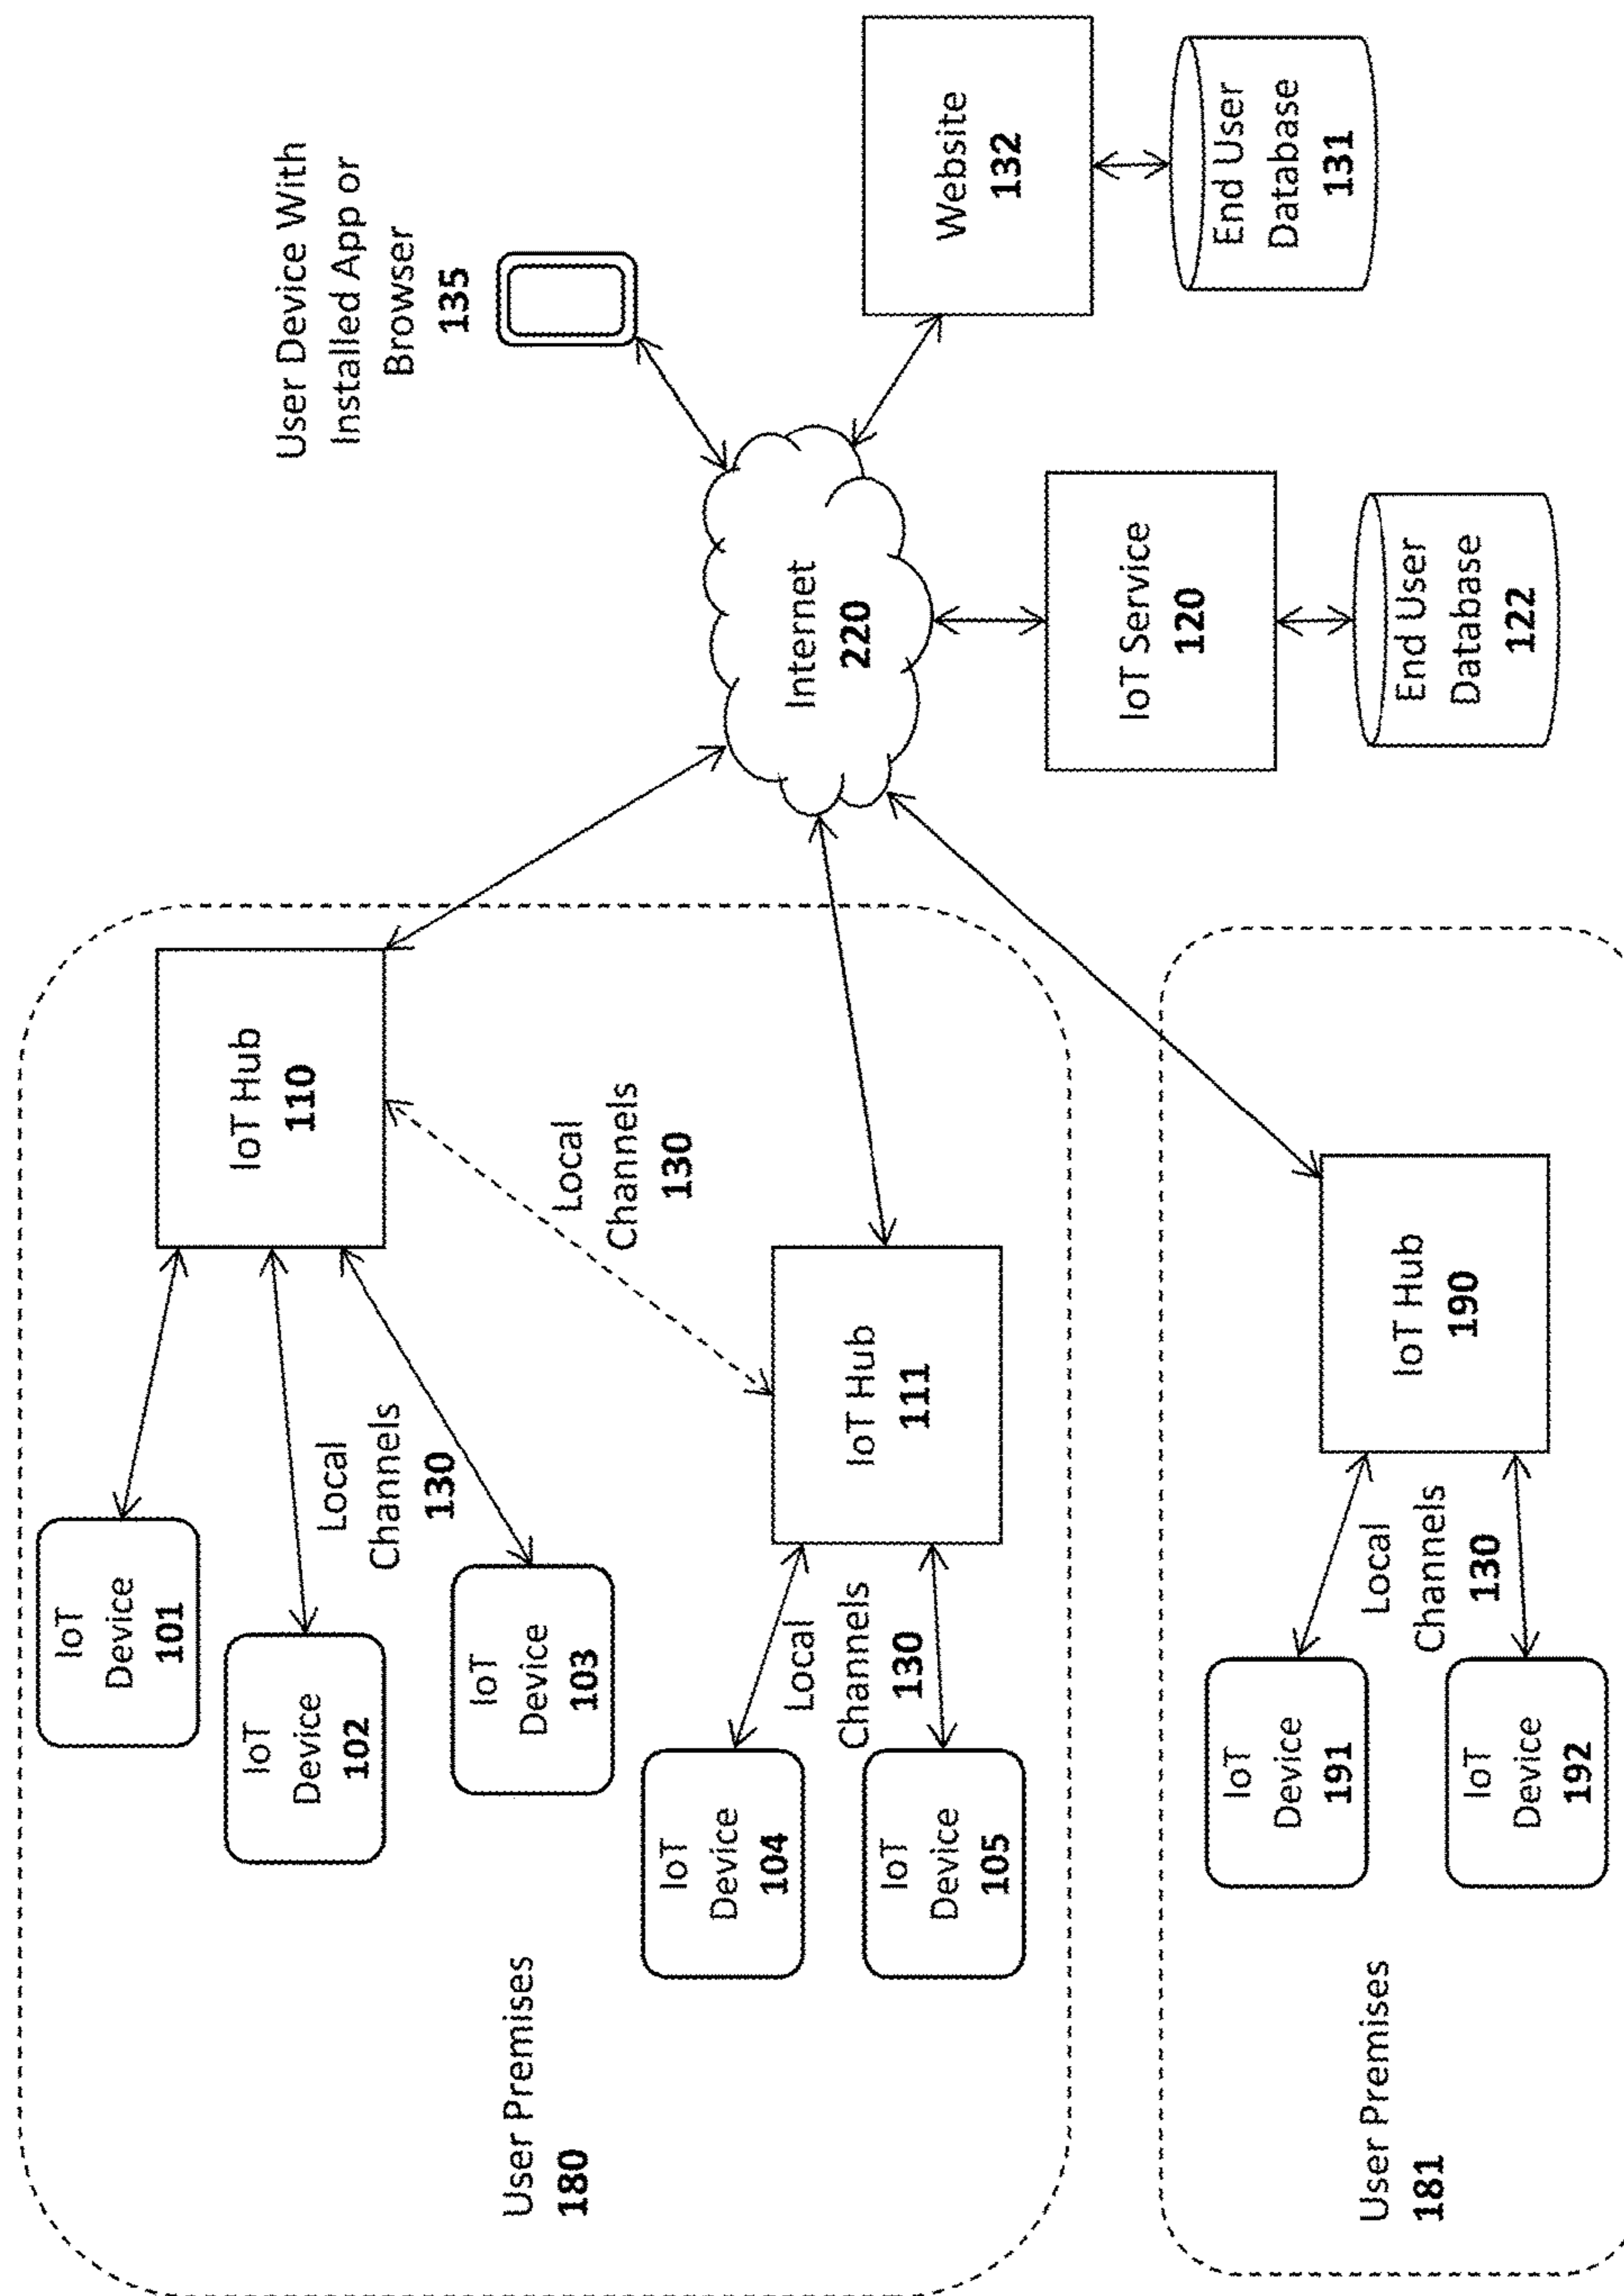 User Premises
180
IoT
Device
101
IoT
Device
102
IoT
Device
103
Local
Channels
130
IoT Hub
110
Local
Channels
130
IoT
Device
104
IoT
Device
105
Local
Channels
130
IoT Hub
111
User Premises
181
IoT
Device
191
IoT
Device
192
Local
Channels
130
IoT Hub
190
Internet
220
User Device With
Installed App or
Browser
135
Website
132
End User
Database
131
IoT Service
120
End User
Database
122